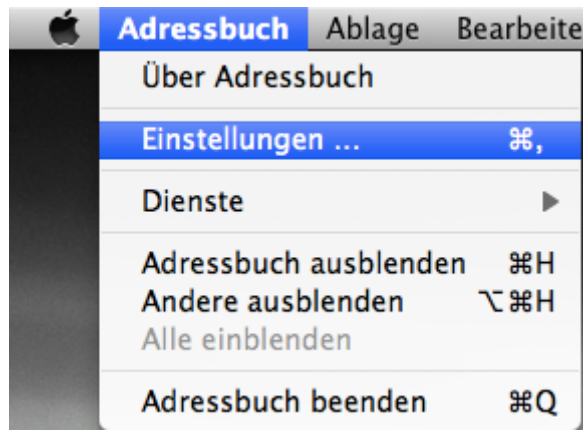 Adressbuch Ablage Bearbeite
Über Adressbuch
Einstellungen ... ⌘,
Dienste
Adressbuch ausblenden ⌘H
Andere ausblenden ⌥⌘H
Alle einblenden
Adressbuch beenden ⌘Q